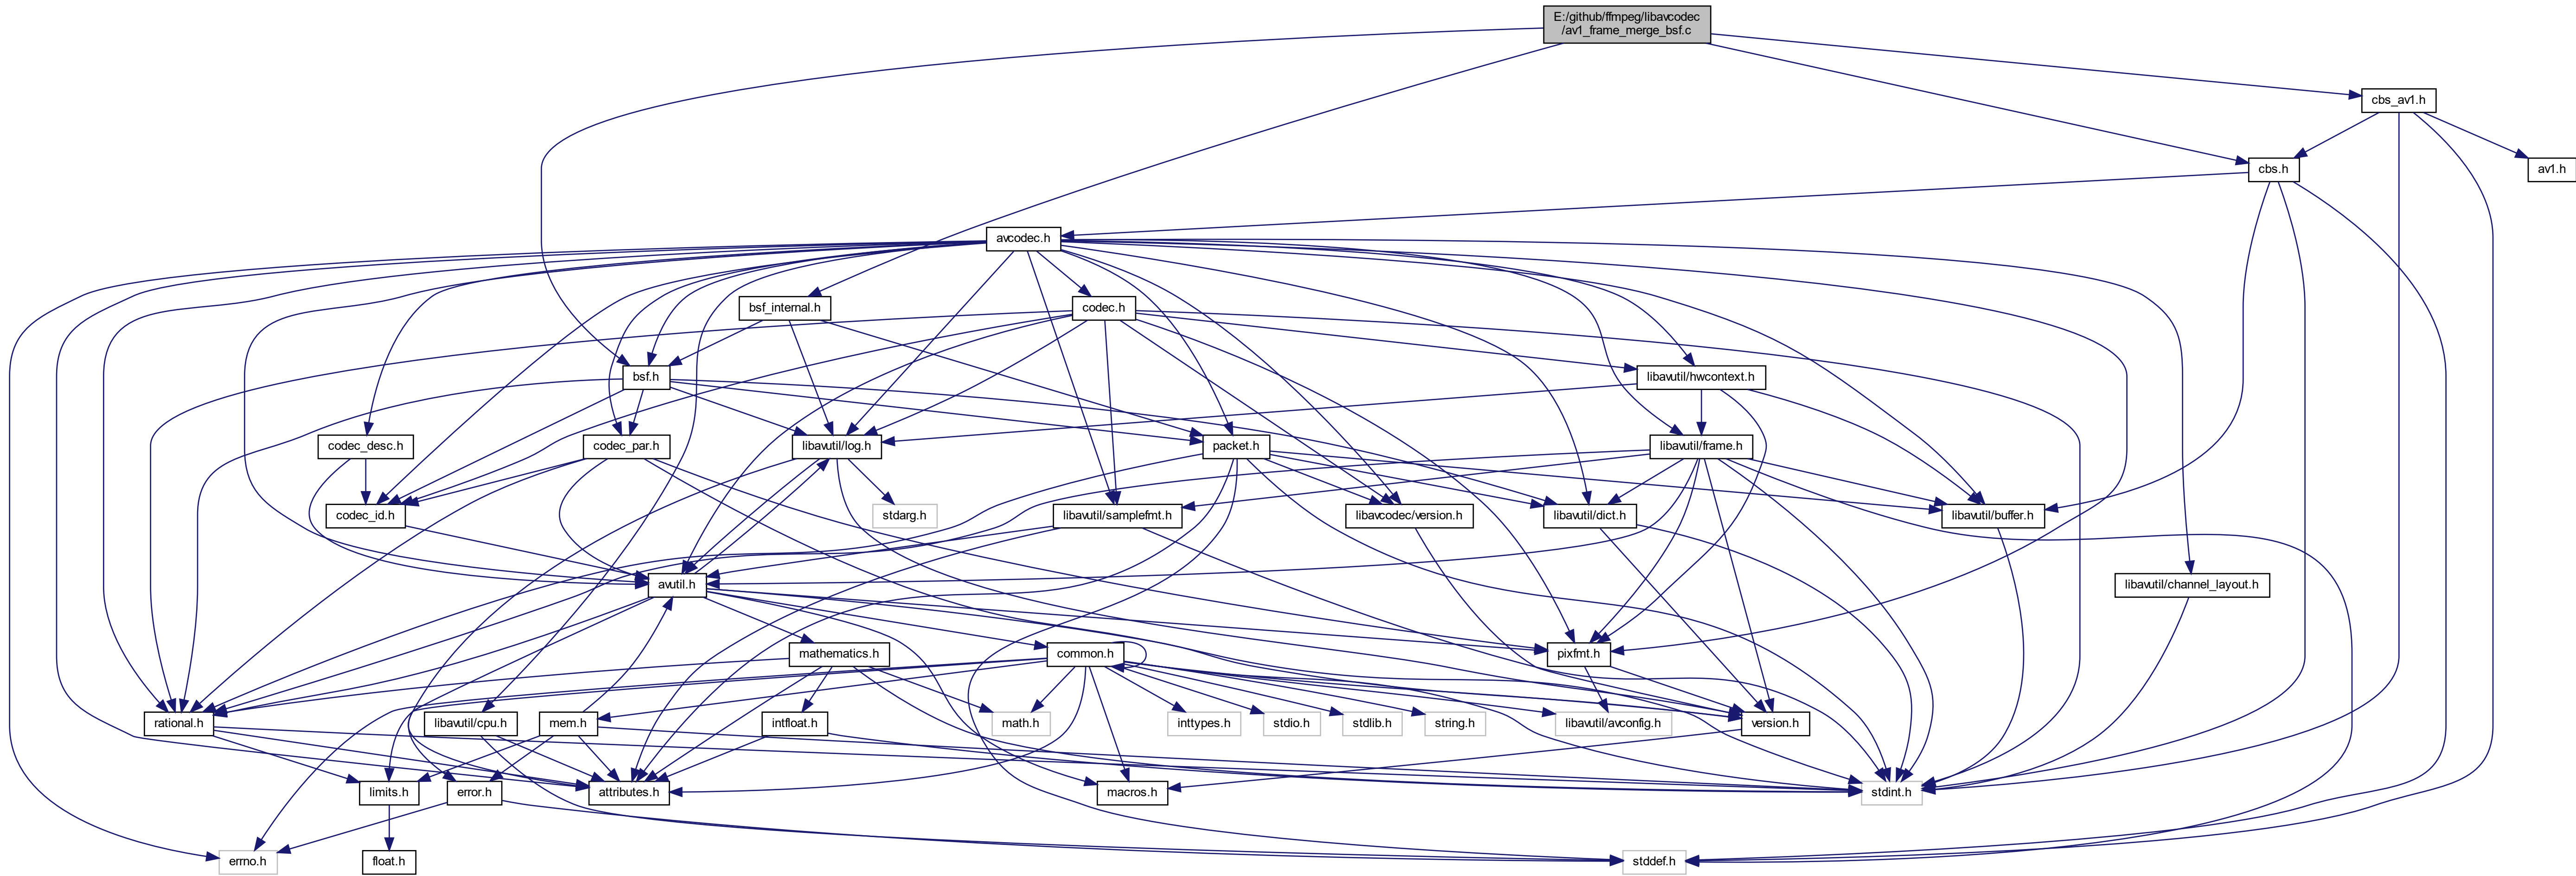 E:/github/ffmpeg/libavcodec
/av1_frame_merge_bsf.c
cbs_av1.h
cbs.h
av1.h
avcodec.h
bsf_internal.h
codec.h
bsf.h
libavutil/hwcontext.h
codec_desc.h
codec_par.h
libavutil/log.h
packet.h
libavutil/frame.h
codec_id.h
stdarg.h
libavutil/samplefmt.h
libavcodec/version.h
libavutil/dict.h
libavutil/buffer.h
avutil.h
libavutil/channel_layout.h
mathematics.h
common.h
pixfmt.h
rational.h
libavutil/cpu.h
mem.h
intfloat.h
math.h
inttypes.h
stdio.h
stdlib.h
string.h
libavutil/avconfig.h
version.h
limits.h
error.h
attributes.h
macros.h
stdint.h
errno.h
float.h
stddef.h